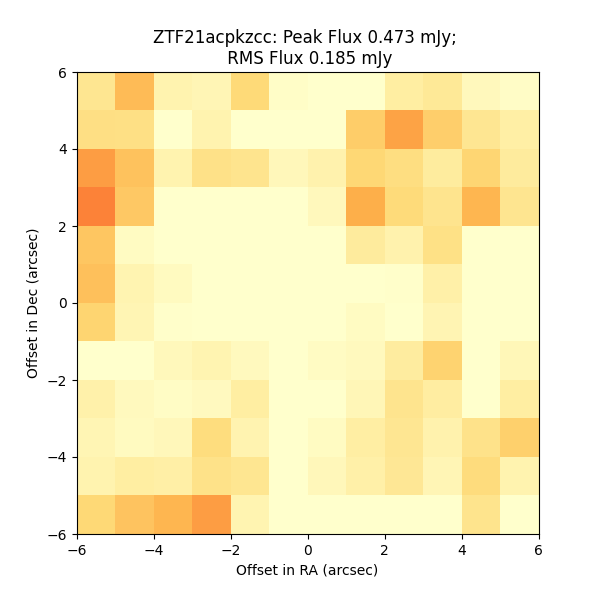 ZTF21acpkzcc: Peak Flux 0.473 mJy;
RMS Flux 0.185 mJy
6
4
2
0
−2
−4
−6
Offset in Dec (arcsec)
−6 −4 −2 0 2 4 6
Offset in RA (arcsec)